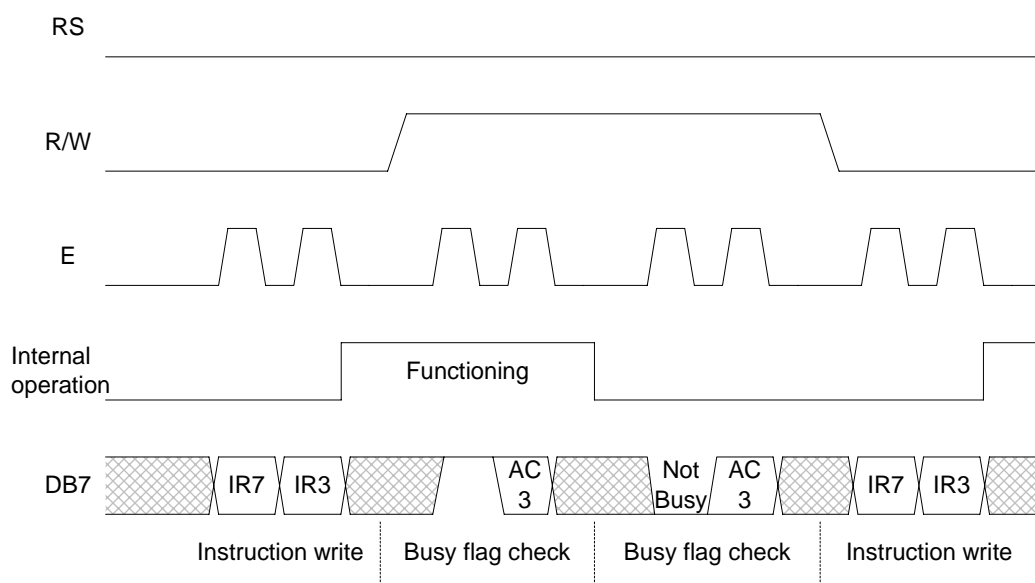 RS
R/W
E
Internal
operation
Functioning
DB7
IR7
IR3
AC
3
Not
Busy
AC
3
IR7
IR3
Instruction write
Busy flag check
Busy flag check
Instruction write